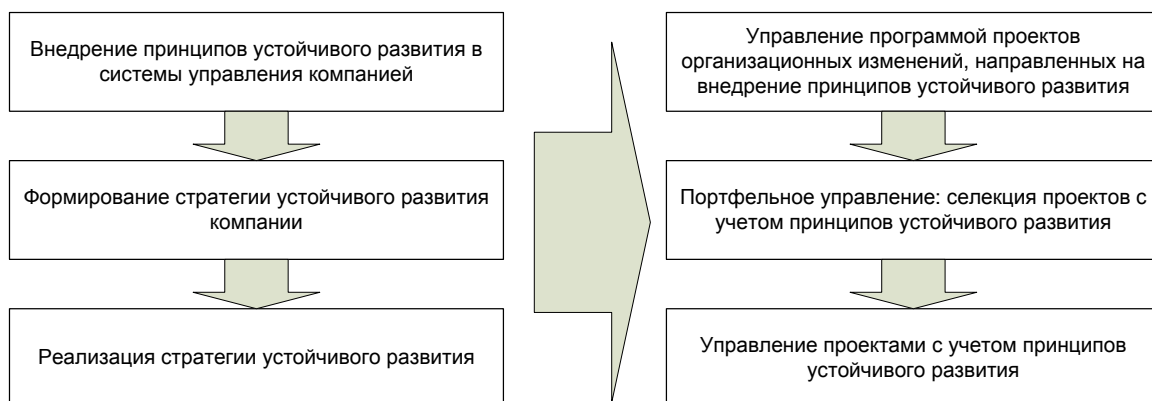 Внедрение принципов устойчивого развития в
системы управления компанией
Формирование стратегии устойчивого развития
компании
Реализация стратегии устойчивого развития
Управление программой проектов
организационных изменений, направленных на
внедрение принципов устойчивого развития
Портфельное управление: селекция проектов с
учетом принципов устойчивого развития
Управление проектами с учетом принципов
устойчивого развития